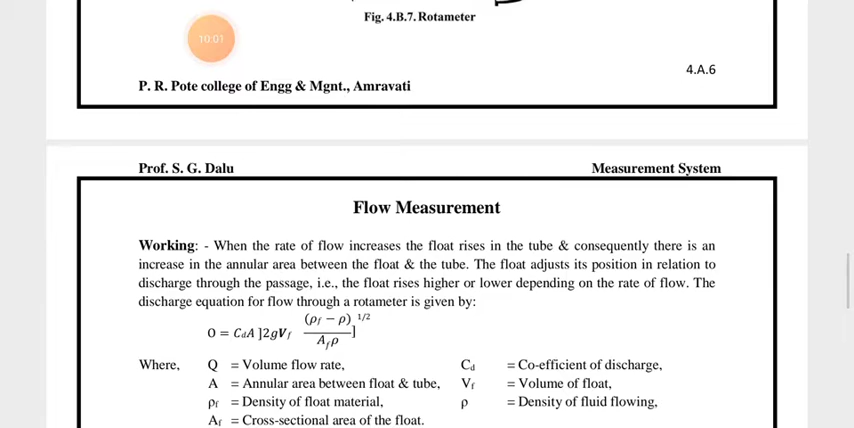 Fig. 4.B.7. Rotameter
10:01
4.A.6
P. R. Pote college of Engg & Mgnt., Amravati
Prof. S. G. Dalu Measurement System
Flow Measurement
Working: - When the rate of flow increases the float rises in the tube & consequently there is an
increase in the annular area between the float & the tube. The float adjusts its position in relation to
discharge through the passage, i.e., the float rises higher or lower depending on the rate of flow. The
discharge equation for flow through a rotameter is given by:
O = CdA ]2gVf (ρf − ρ) / Afρ ]1/2
Where, Q = Volume flow rate, Cd = Co-efficient of discharge,
A = Annular area between float & tube, Vf = Volume of float,
ρf = Density of float material, ρ = Density of fluid flowing,
Af = Cross-sectional area of the float.